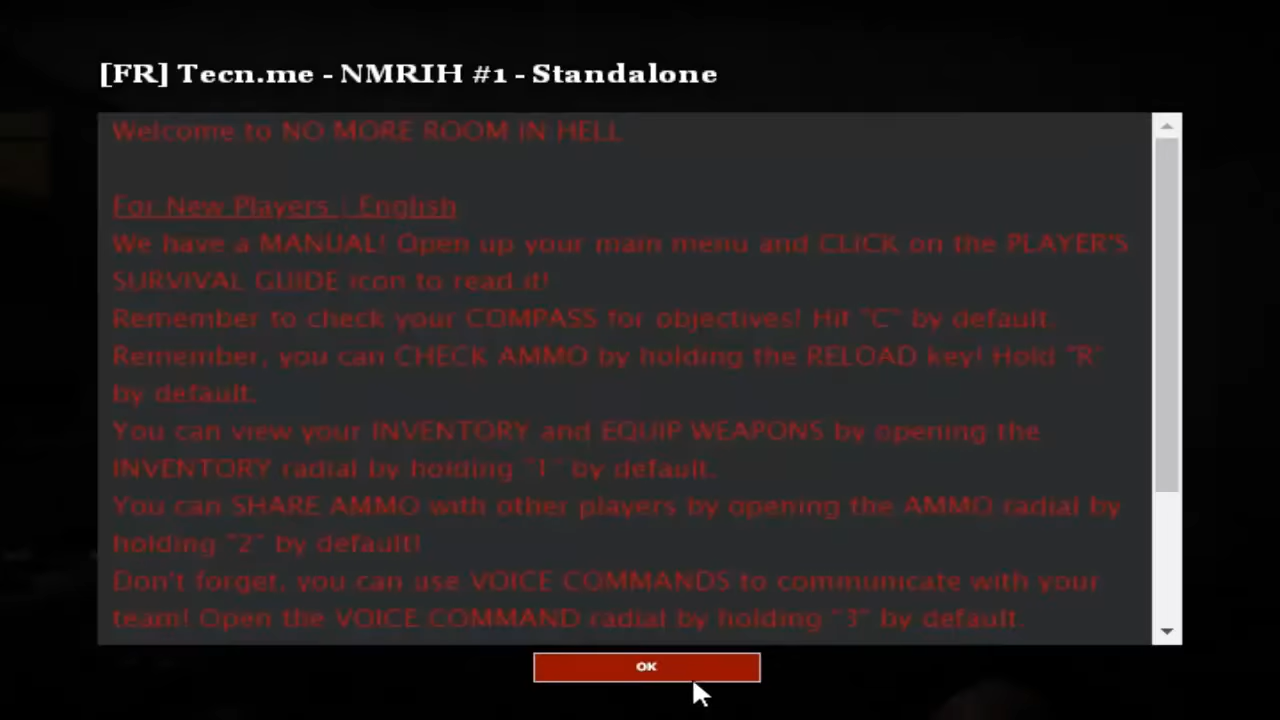 [FR] Tecn.me - NMRIH #1 - Standalone
Welcome to NO MORE ROOM IN HELL
For New Players | English
We have a MANUAL! Open up your main menu and CLICK on the PLAYER'S
SURVIVAL GUIDE icon to read it!
Remember to check your COMPASS for objectives! Hit "C" by default.
Remember, you can CHECK AMMO by holding the RELOAD key! Hold "R"
by default.
You can view your INVENTORY and EQUIP WEAPONS by opening the
INVENTORY radial by holding "1" by default.
You can SHARE AMMO with other players by opening the AMMO radial by
holding "2" by default!
Don't forget, you can use VOICE COMMANDS to communicate with your
team! Open the VOICE COMMAND radial by holding "3" by default.
OK